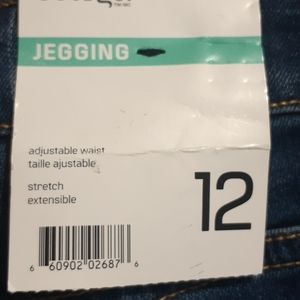 JEGGING
adjustable waist
taille ajustable
stretch
extensible
12
6 60902 02687 6